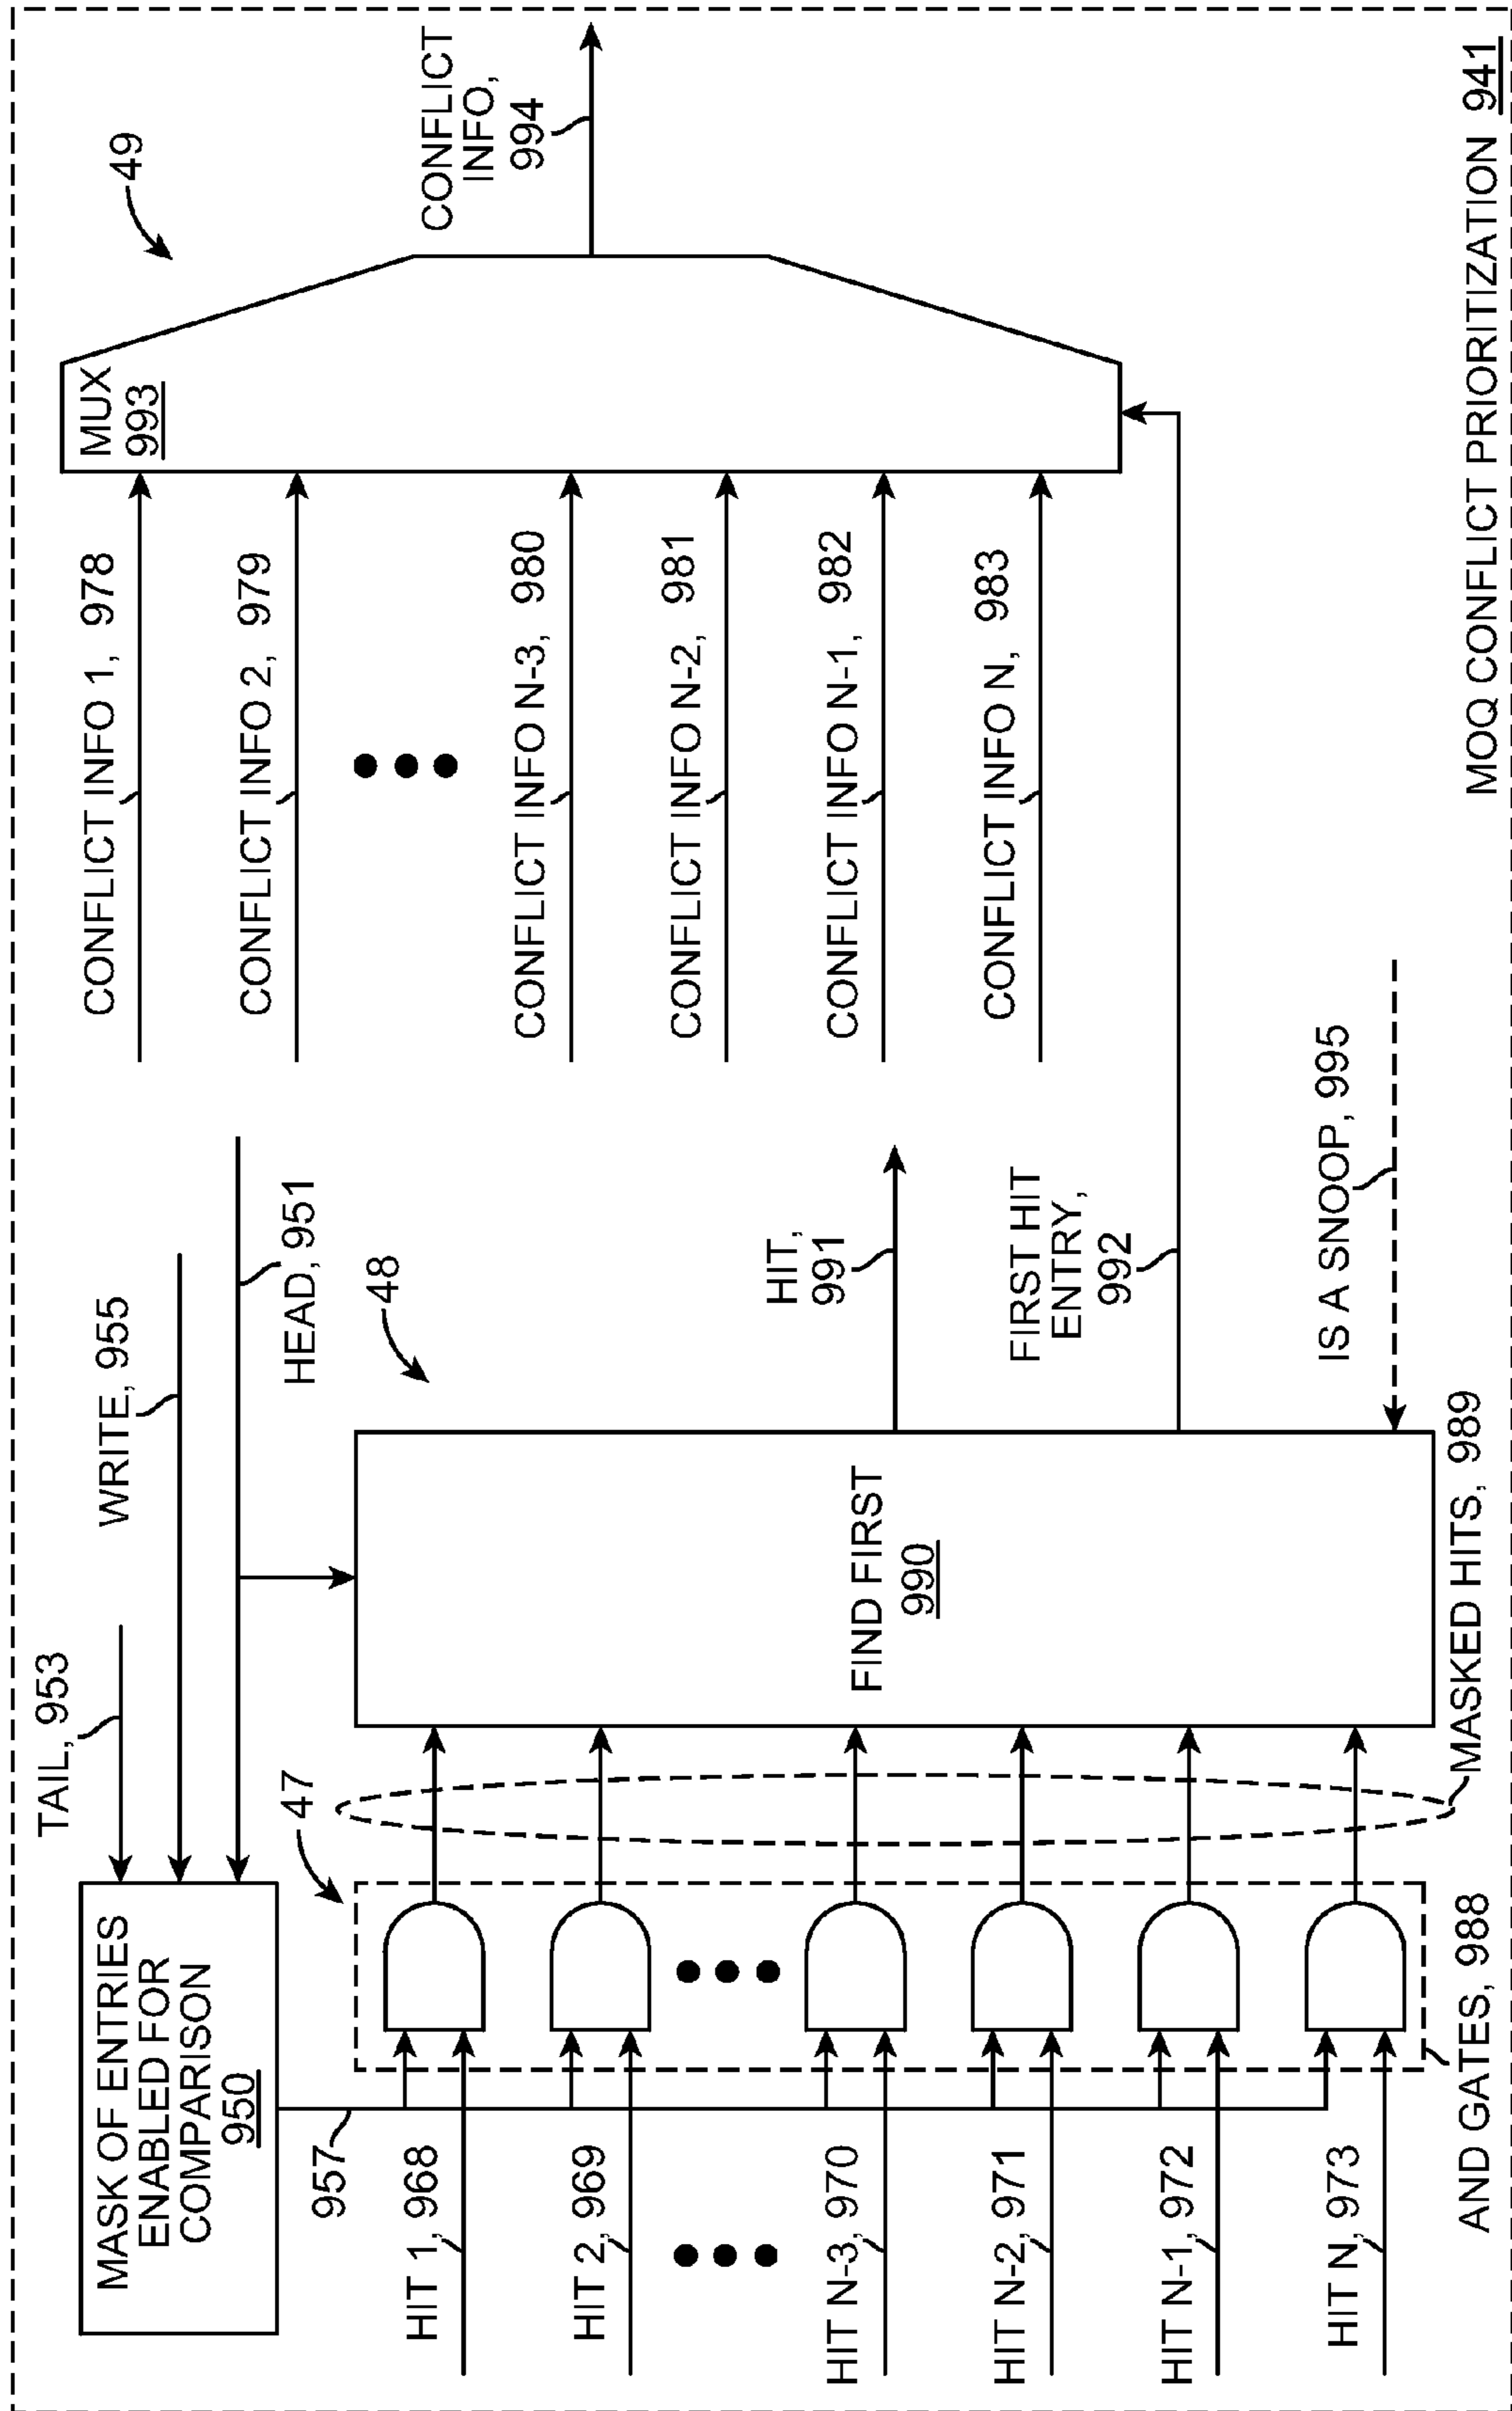 TAIL, 953
WRITE, 955
HEAD, 951
MASK OF ENTRIES
ENABLED FOR
COMPARISON
950
957
47
48
49
HIT 1, 968
HIT 2, 969
HIT N-3, 970
HIT N-2, 971
HIT N-1, 972
HIT N, 973
AND GATES, 988
MASKED HITS, 989
FIND FIRST
990
HIT,
991
FIRST HIT
ENTRY,
992
IS A SNOOP, 995
CONFLICT INFO 1, 978
CONFLICT INFO 2, 979
CONFLICT INFO N-3, 980
CONFLICT INFO N-2, 981
CONFLICT INFO N-1, 982
CONFLICT INFO N, 983
MUX
993
CONFLICT
INFO,
994
MOQ CONFLICT PRIORITIZATION 941